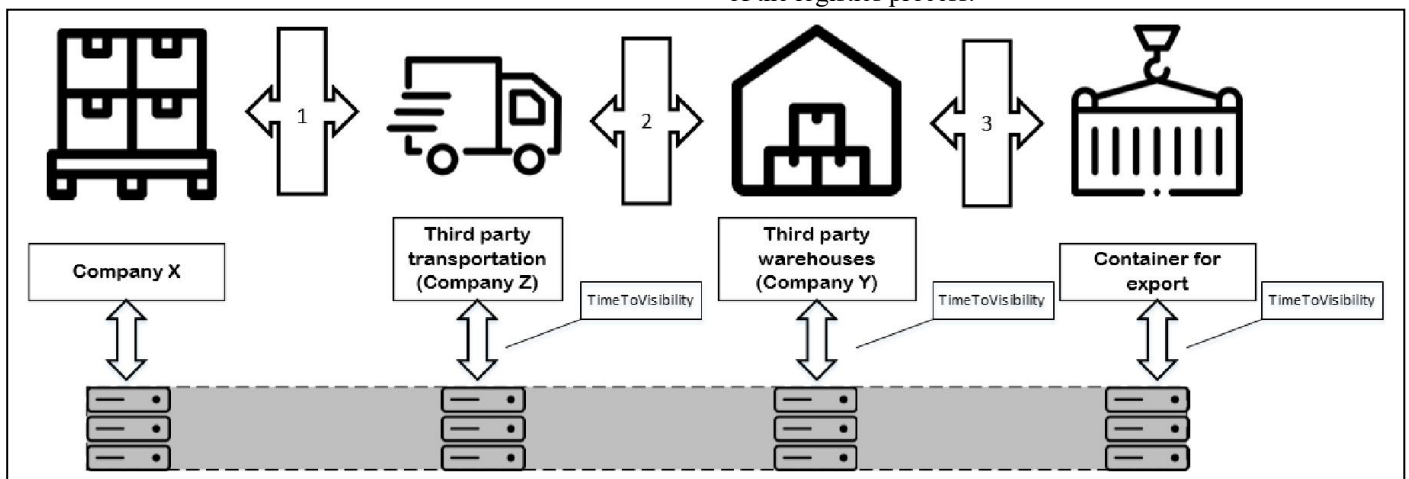 of the logistics process.
1
2
3
Company X
Third party
transportation
(Company Z)
TimeToVisibility
Third party
warehouses
(Company Y)
TimeToVisibility
Container for
export
TimeToVisibility